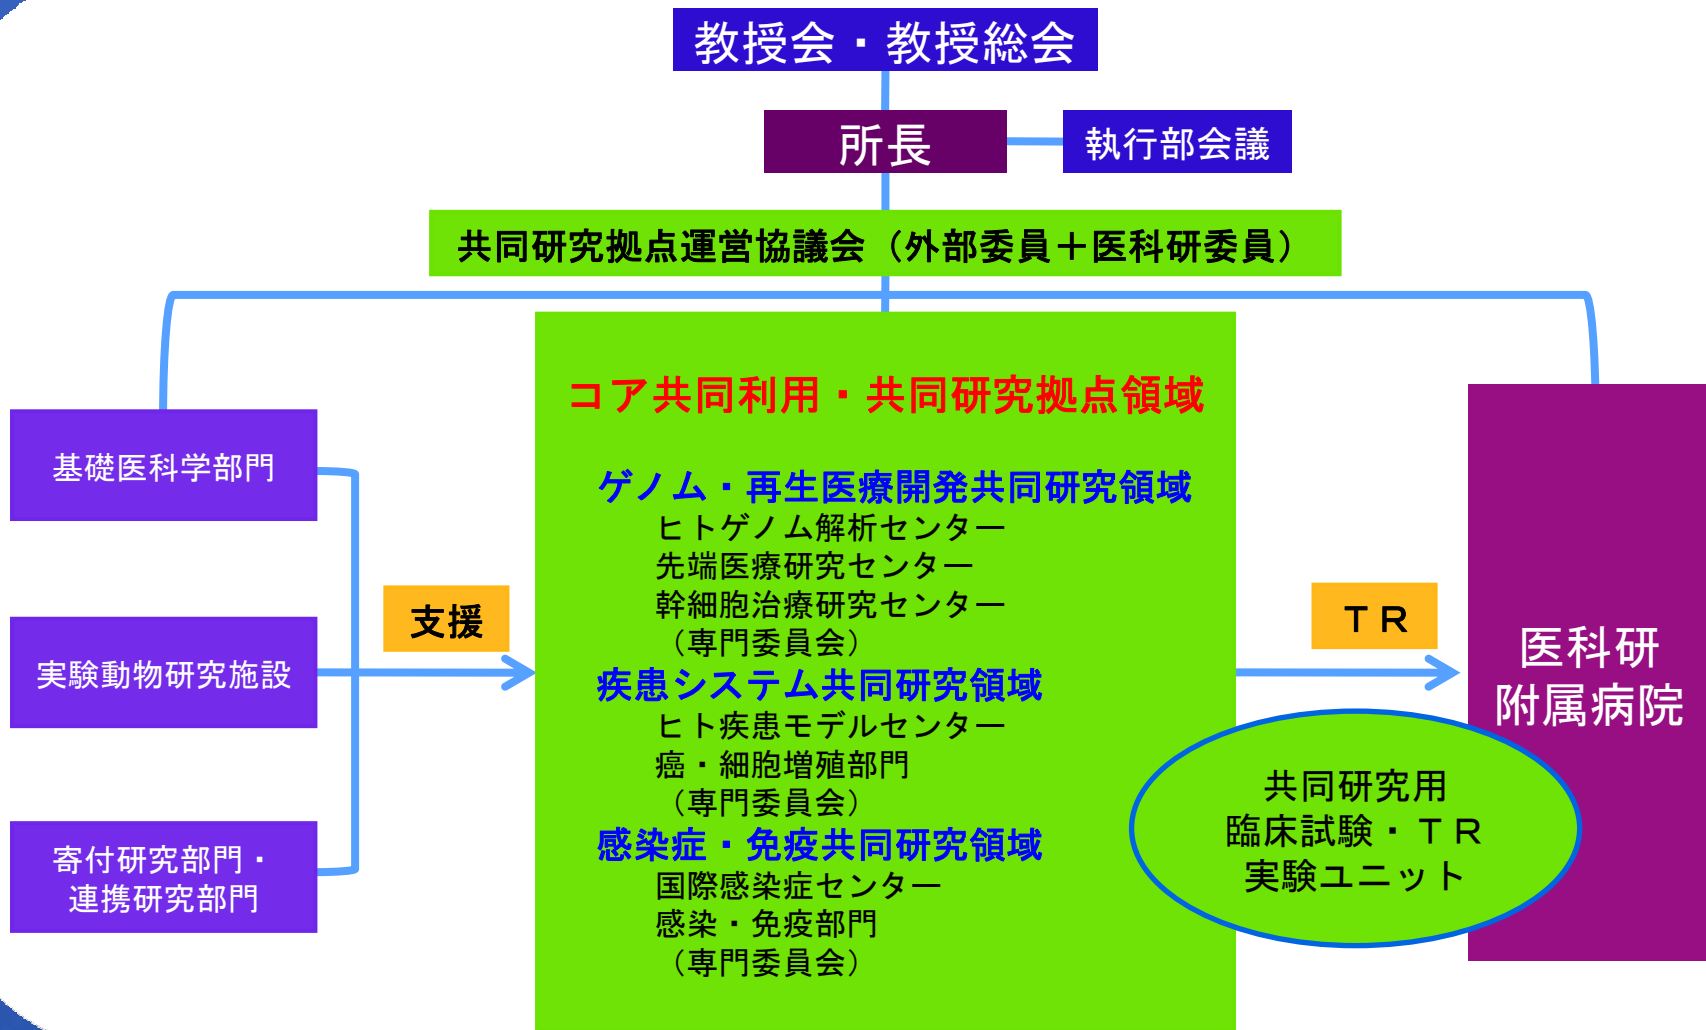 教授会・教授総会
所長
執行部会議
共同研究拠点運営協議会（外部委員＋医科研委員）
コア共同利用・共同研究拠点領域
ゲノム・再生医療開発共同研究領域
ヒトゲノム解析センター
先端医療研究センター
幹細胞治療研究センター
（専門委員会）
疾患システム共同研究領域
ヒト疾患モデルセンター
癌・細胞増殖部門
（専門委員会）
感染症・免疫共同研究領域
国際感染症センター
感染・免疫部門
（専門委員会）
基礎医科学部門
実験動物研究施設
寄付研究部門・
連携研究部門
支援
ＴＲ
医科研
附属病院
共同研究用
臨床試験・ＴＲ
実験ユニット